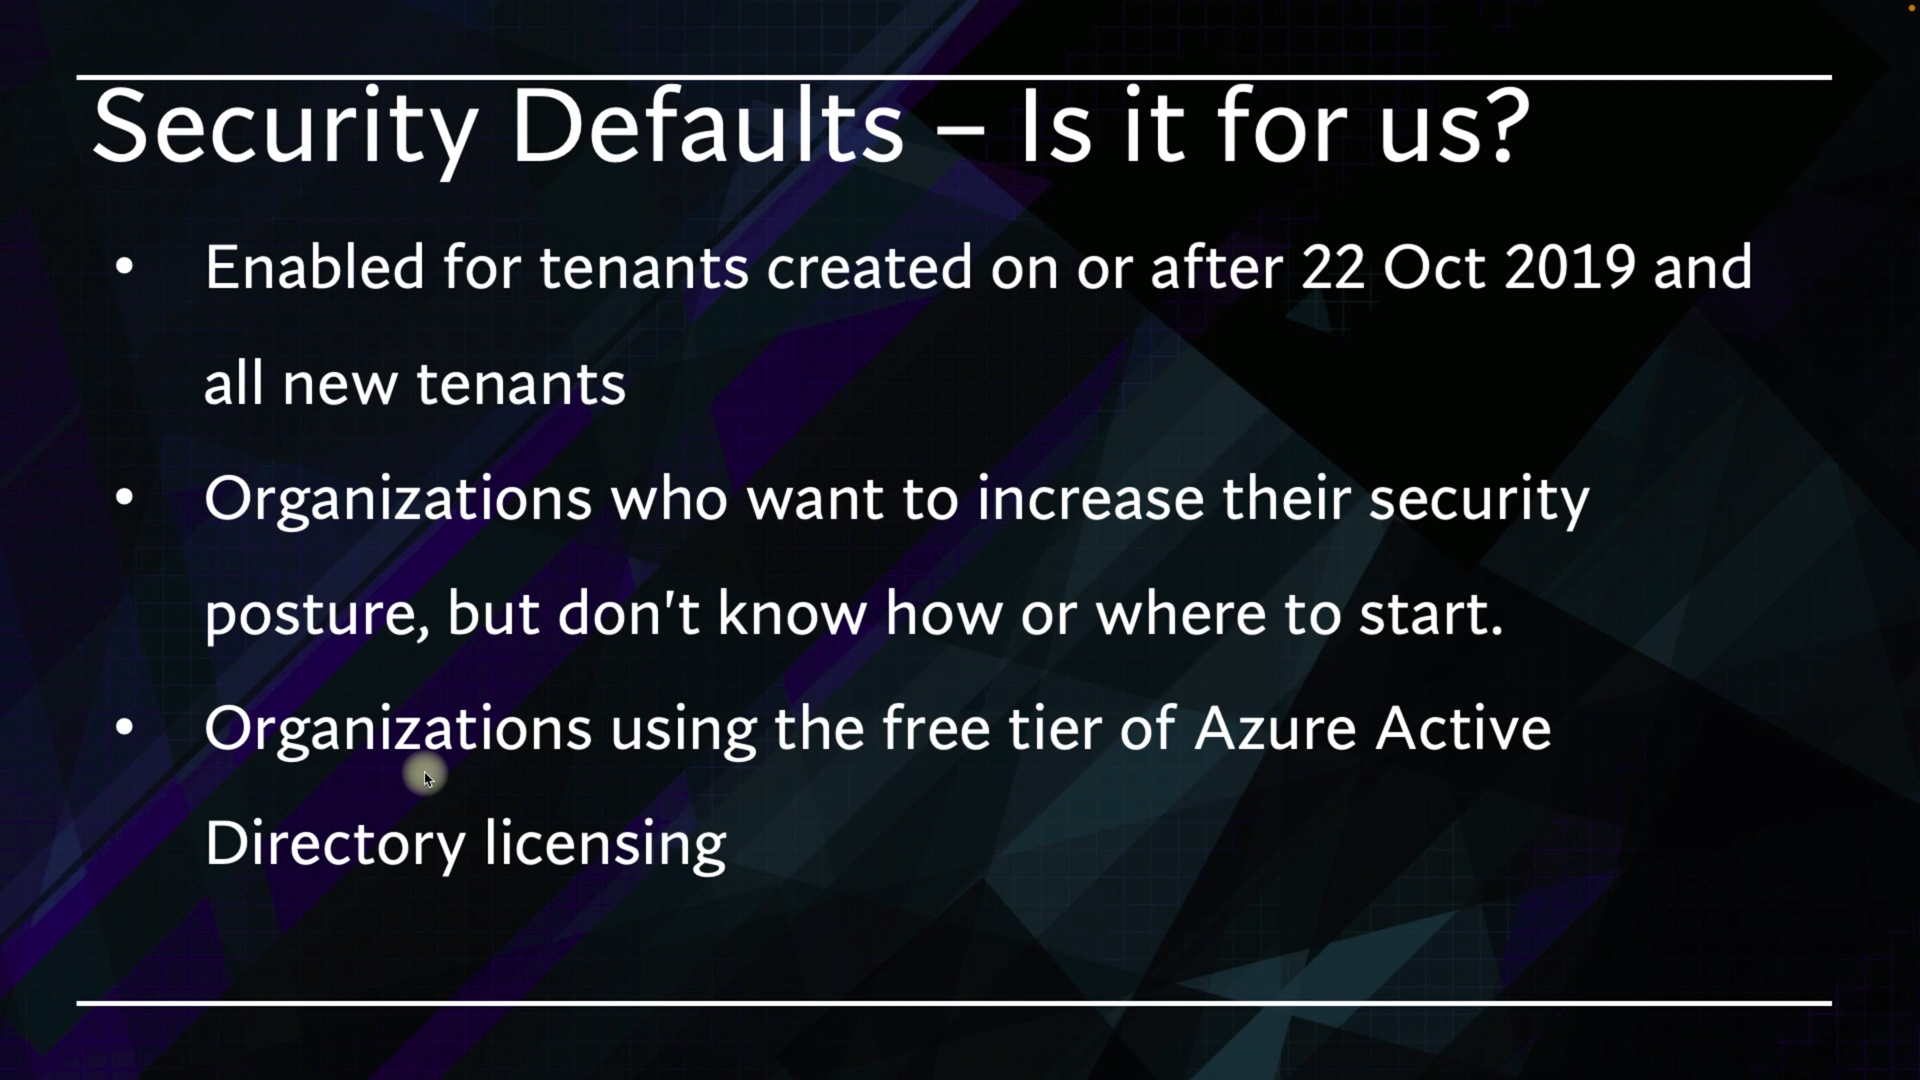 Security Defaults – Is it for us?
• Enabled for tenants created on or after 22 Oct 2019 and
all new tenants
• Organizations who want to increase their security
posture, but don't know how or where to start.
• Organizations using the free tier of Azure Active
Directory licensing